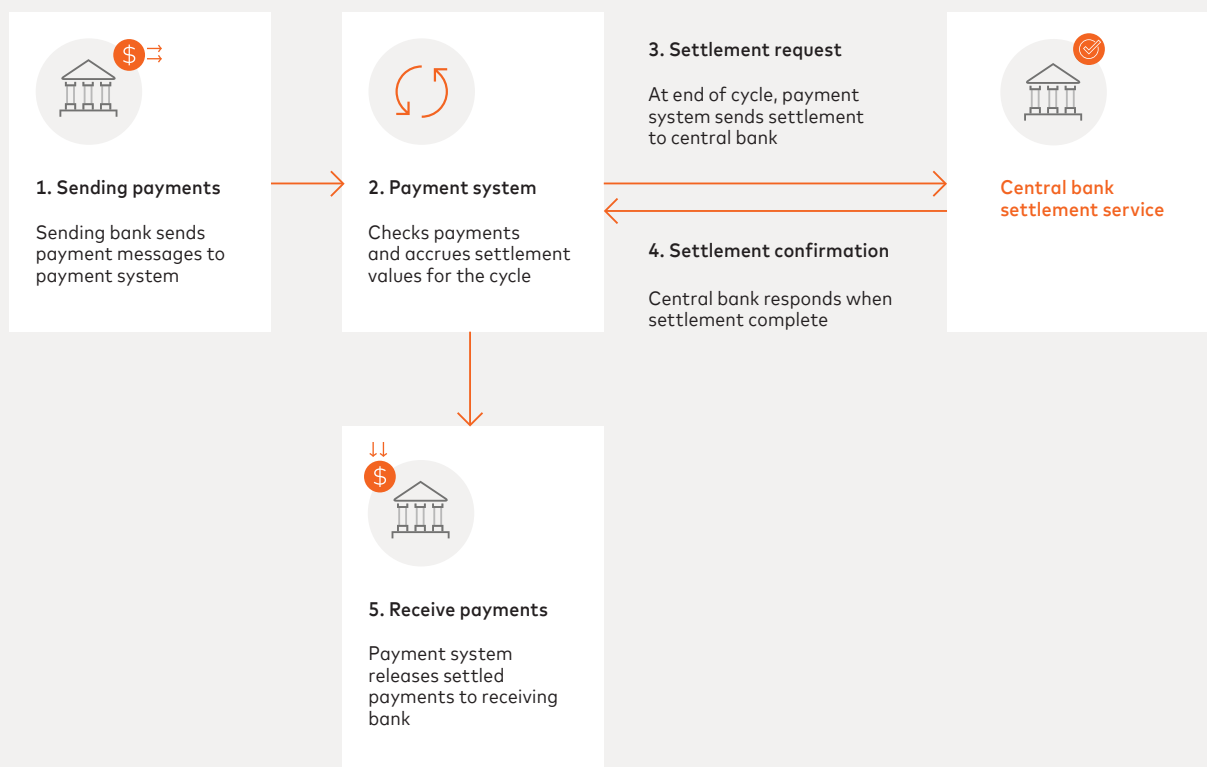 1. Sending payments
Sending bank sends
payment messages to
payment system
2. Payment system
Checks payments
and accrues settlement
values for the cycle
3. Settlement request
At end of cycle, payment
system sends settlement
to central bank
4. Settlement confirmation
Central bank responds when
settlement complete
Central bank
settlement service
5. Receive payments
Payment system
releases settled
payments to receiving
bank